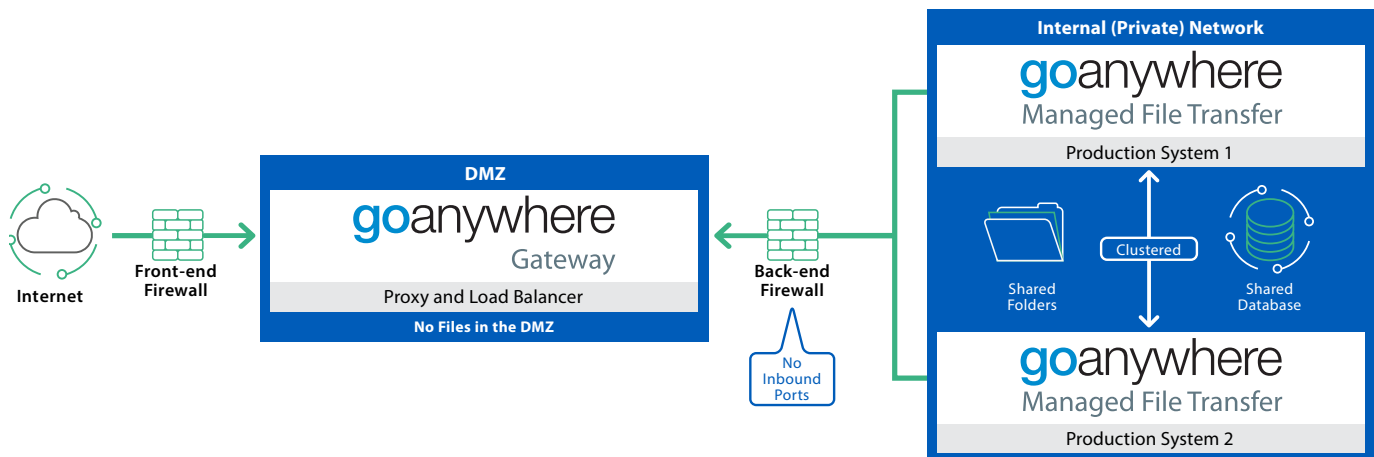 Internet
Front-end
Firewall
DMZ
goanywhere
Gateway
Proxy and Load Balancer
No Files in the DMZ
Back-end
Firewall
No
Inbound
Ports
Internal (Private) Network
goanywhere
Managed File Transfer
Production System 1
Shared
Folders
Clustered
Shared
Database
goanywhere
Managed File Transfer
Production System 2